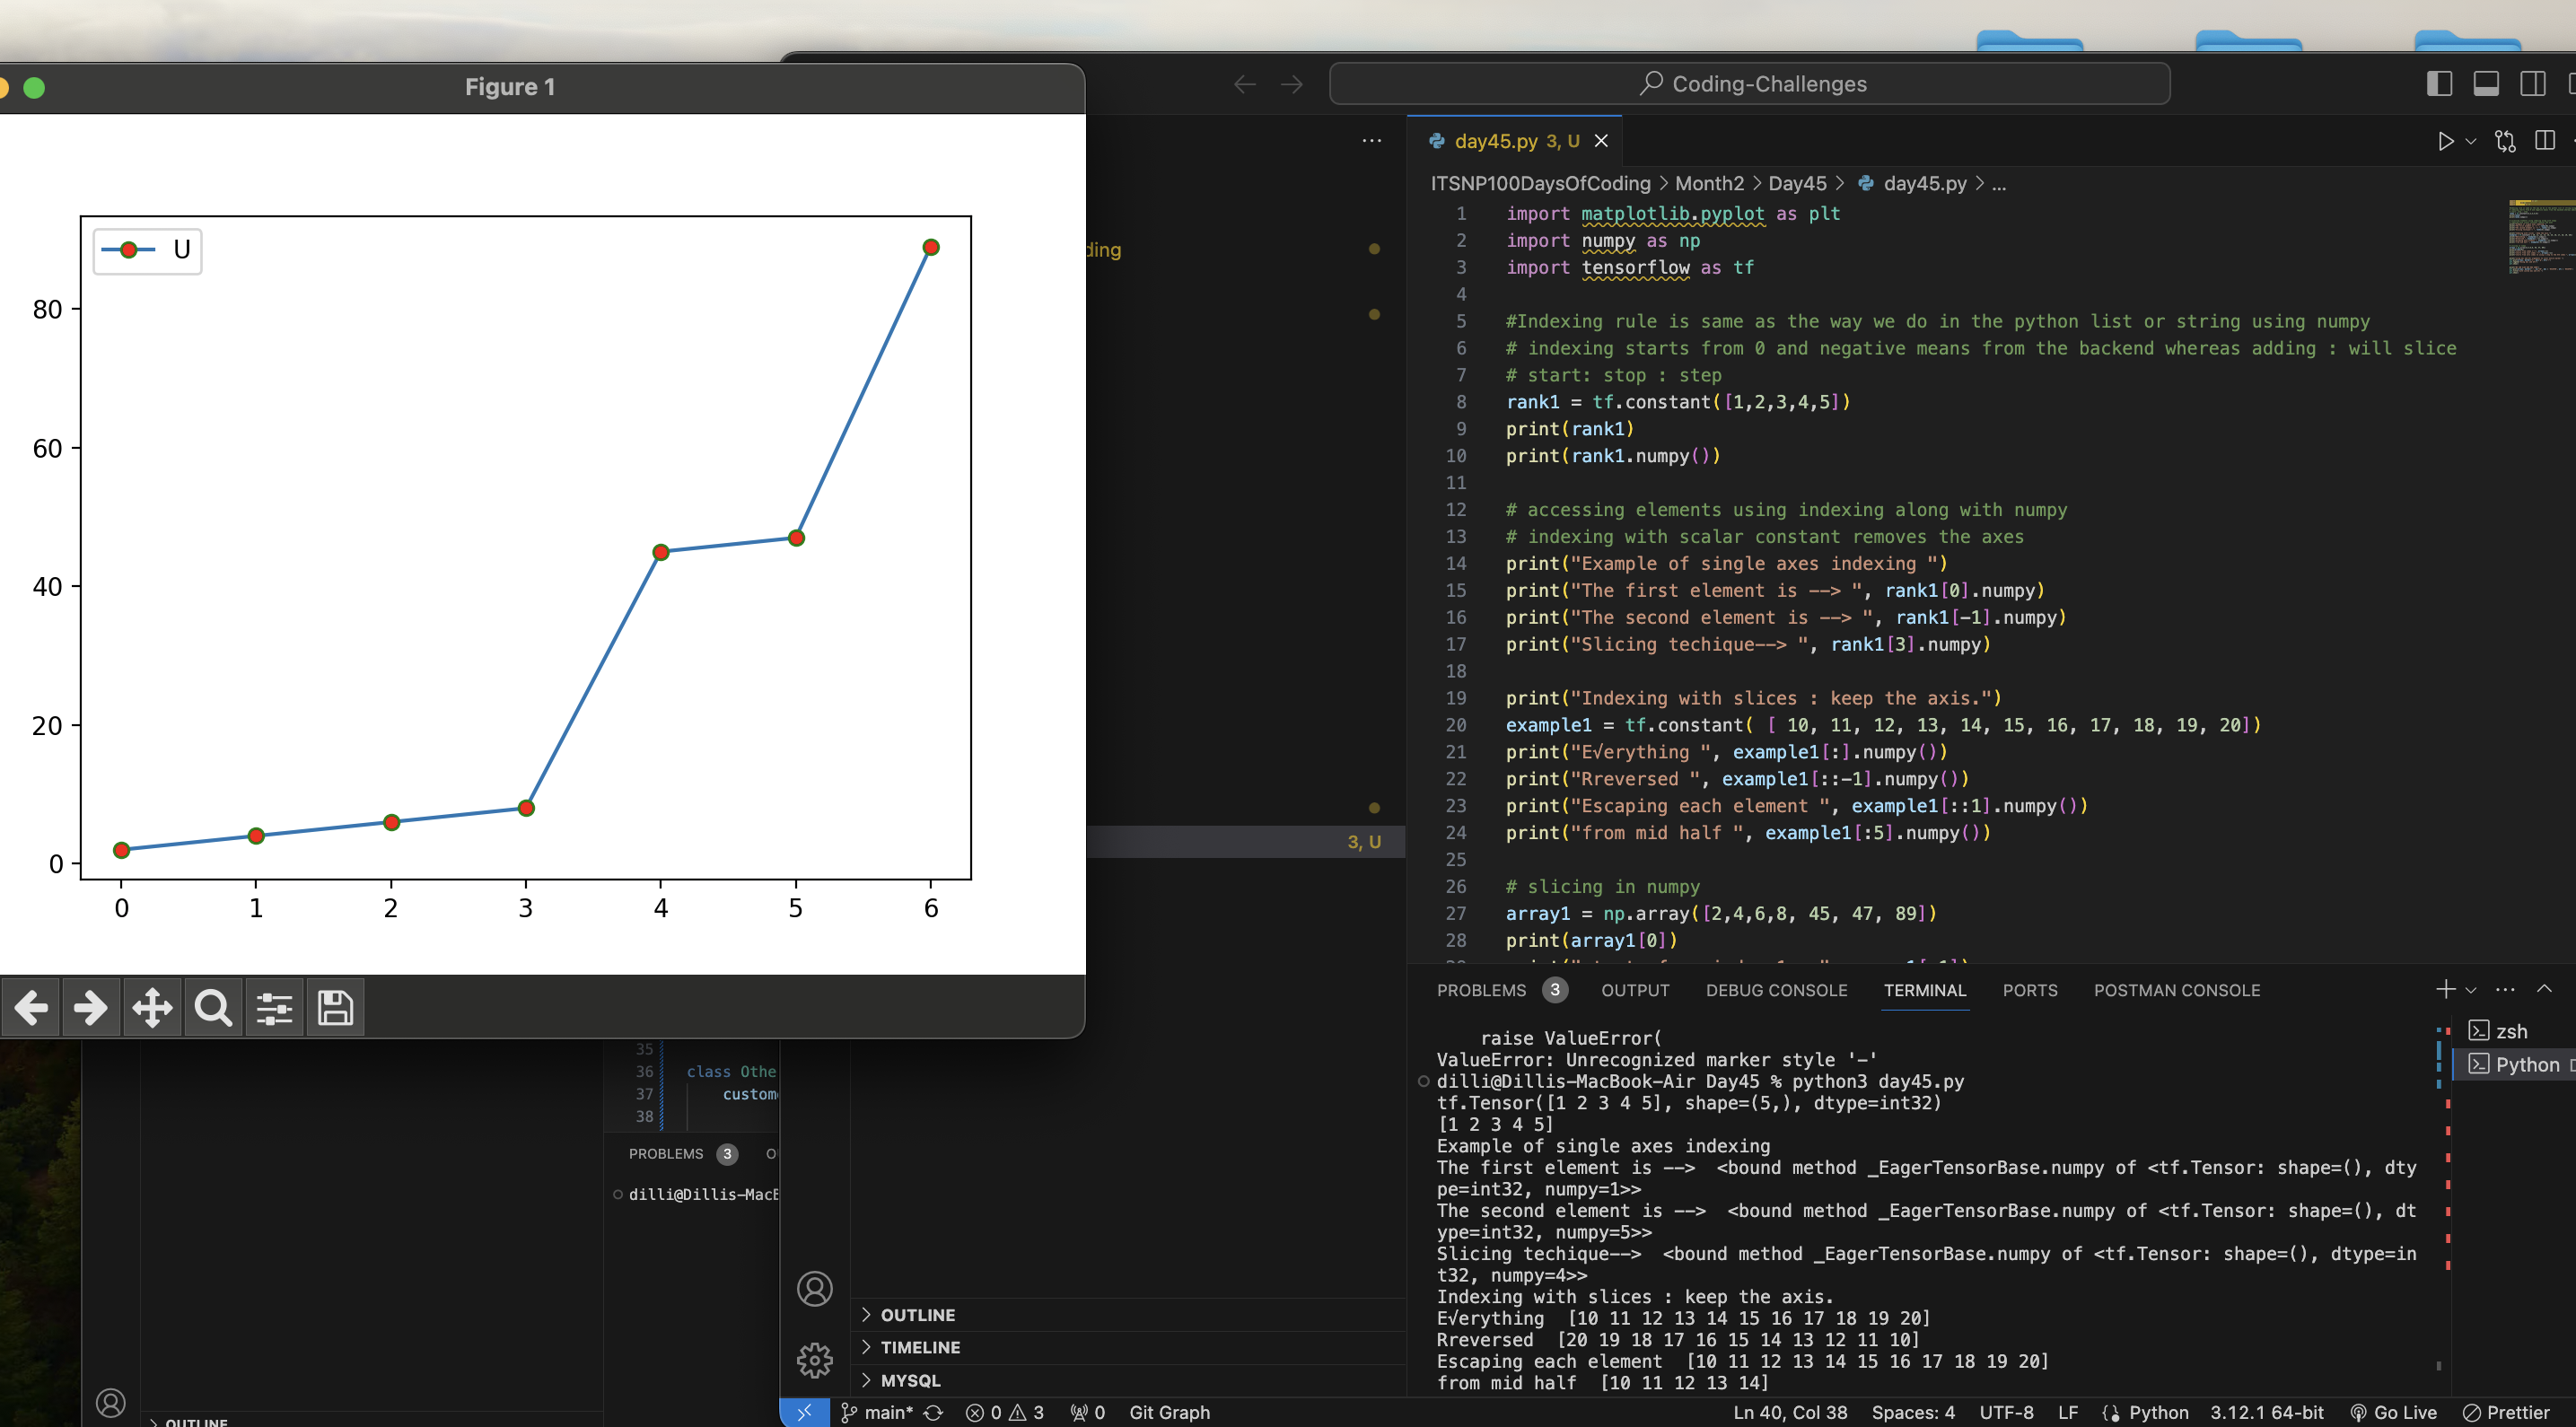 Figure 1
U
80
60
40
20
0
0 1 2 3 4 5 6
Coding-Challenges
ding
3, U
day45.py 3, U
ITSNP100DaysOfCoding > Month2 > Day45 > day45.py > ...
1 import matplotlib.pyplot as plt
2 import numpy as np
3 import tensorflow as tf
4
5 #Indexing rule is same as the way we do in the python list or string using numpy
6 # indexing starts from 0 and negative means from the backend whereas adding : will slice
7 # start: stop : step
8 rank1 = tf.constant([1,2,3,4,5])
9 print(rank1)
10 print(rank1.numpy())
11
12 # accessing elements using indexing along with numpy
13 # indexing with scalar constant removes the axes
14 print("Example of single axes indexing ")
15 print("The first element is --> ", rank1[0].numpy)
16 print("The second element is --> ", rank1[-1].numpy)
17 print("Slicing techique--> ", rank1[3].numpy)
18
19 print("Indexing with slices : keep the axis.")
20 example1 = tf.constant( [ 10, 11, 12, 13, 14, 15, 16, 17, 18, 19, 20])
21 print("E√erything ", example1[:].numpy())
22 print("Rreversed ", example1[::-1].numpy())
23 print("Escaping each element ", example1[::1].numpy())
24 print("from mid half ", example1[:5].numpy())
25
26 # slicing in numpy
27 array1 = np.array([2,4,6,8, 45, 47, 89])
28 print(array1[0])
PROBLEMS 3 OUTPUT DEBUG CONSOLE TERMINAL PORTS POSTMAN CONSOLE
raise ValueError(
ValueError: Unrecognized marker style '-'
dilli@Dillis-MacBook-Air Day45 % python3 day45.py
tf.Tensor([1 2 3 4 5], shape=(5,), dtype=int32)
[1 2 3 4 5]
Example of single axes indexing
The first element is -->  <bound method _EagerTensorBase.numpy of <tf.Tensor: shape=(), dty
pe=int32, numpy=1>>
The second element is -->  <bound method _EagerTensorBase.numpy of <tf.Tensor: shape=(), dt
ype=int32, numpy=5>>
Slicing techique-->  <bound method _EagerTensorBase.numpy of <tf.Tensor: shape=(), dtype=in
t32, numpy=4>>
Indexing with slices : keep the axis.
E√erything  [10 11 12 13 14 15 16 17 18 19 20]
Rreversed  [20 19 18 17 16 15 14 13 12 11 10]
Escaping each element  [10 11 12 13 14 15 16 17 18 19 20]
from mid half  [10 11 12 13 14]
zsh
Python
35
36 class Othe
37 custom
38
PROBLEMS 3
dilli@Dillis-MacB
OUTLINE
OUTLINE
TIMELINE
MYSQL
main* 0 3 0 Git Graph
Ln 40, Col 38 Spaces: 4 UTF-8 LF Python 3.12.1 64-bit Go Live Prettier